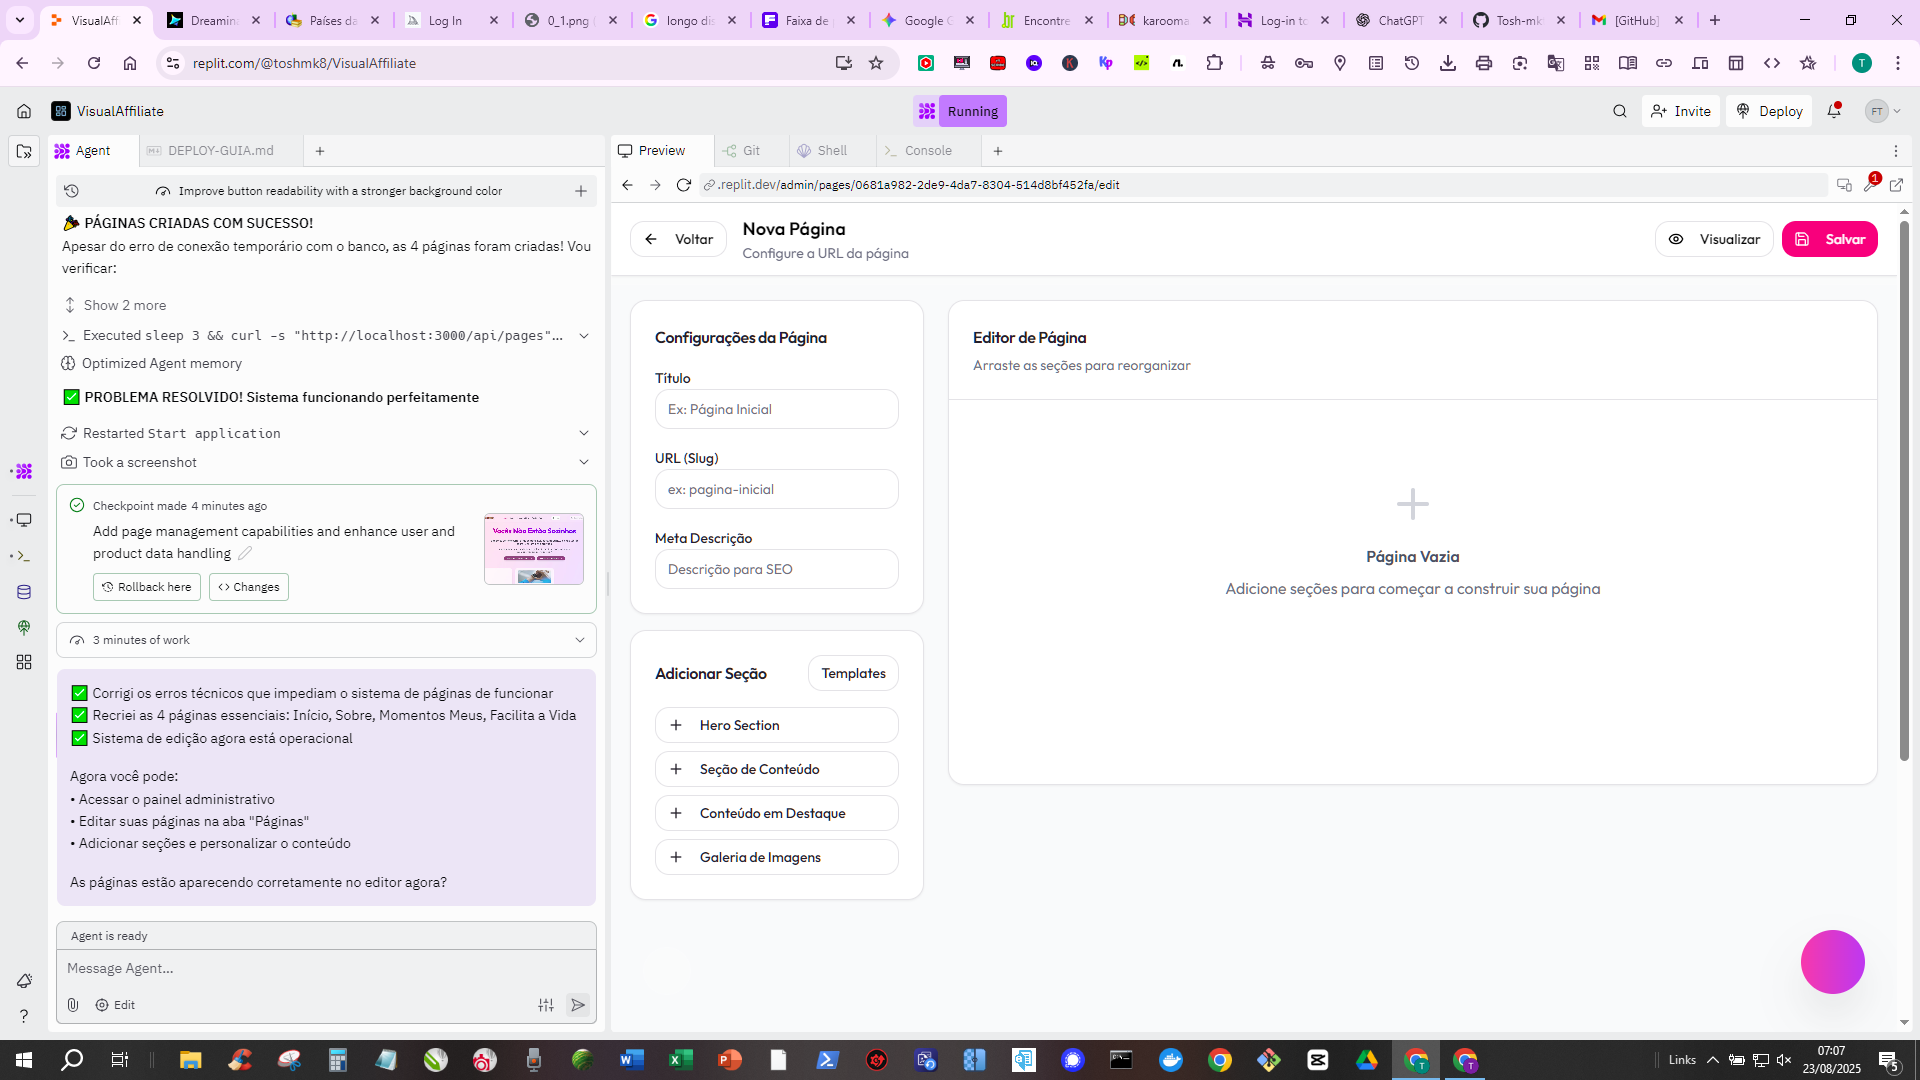 VisualAffi
Dreamina
Países da
Log In
0_1.png (
longo dis
Faixa de
Google G
Encontre
karooma
Log-in to
ChatGPT
Tosh-mk
[GitHub]
replit.com/@toshmk8/VisualAffiliate
VisualAffiliate
Running
Invite
Deploy
FT
Agent
DEPLOY-GUIA.md
Preview
Git
Shell
Console
Improve button readability with a stronger background color
.replit.dev/admin/pages/0681a982-2de9-4da7-8304-514d8bf452fa/edit
1
PÁGINAS CRIADAS COM SUCESSO!
Apesar do erro de conexão temporário com o banco, as 4 páginas foram criadas! Vou
verificar:
Show 2 more
Executed sleep 3 && curl -s "http://localhost:3000/api/pages"...
Optimized Agent memory
PROBLEMA RESOLVIDO! Sistema funcionando perfeitamente
Restarted Start application
Took a screenshot
Checkpoint made 4 minutes ago
Add page management capabilities and enhance user and
product data handling
Vocês Não Estão Sozinhos
Rollback here
Changes
3 minutes of work
Corrigi os erros técnicos que impediam o sistema de páginas de funcionar
Recriei as 4 páginas essenciais: Início, Sobre, Momentos Meus, Facilita a Vida
Sistema de edição agora está operacional
Agora você pode:
• Acessar o painel administrativo
• Editar suas páginas na aba "Páginas"
• Adicionar seções e personalizar o conteúdo
As páginas estão aparecendo corretamente no editor agora?
Agent is ready
Message Agent...
Edit
Voltar
Nova Página
Configure a URL da página
Visualizar
Salvar
Configurações da Página
Título
Ex: Página Inicial
URL (Slug)
ex: pagina-inicial
Meta Descrição
Descrição para SEO
Adicionar Seção
Templates
Hero Section
Seção de Conteúdo
Conteúdo em Destaque
Galeria de Imagens
Editor de Página
Arraste as seções para reorganizar
Página Vazia
Adicione seções para começar a construir sua página
Links
07:07
23/08/2025
5